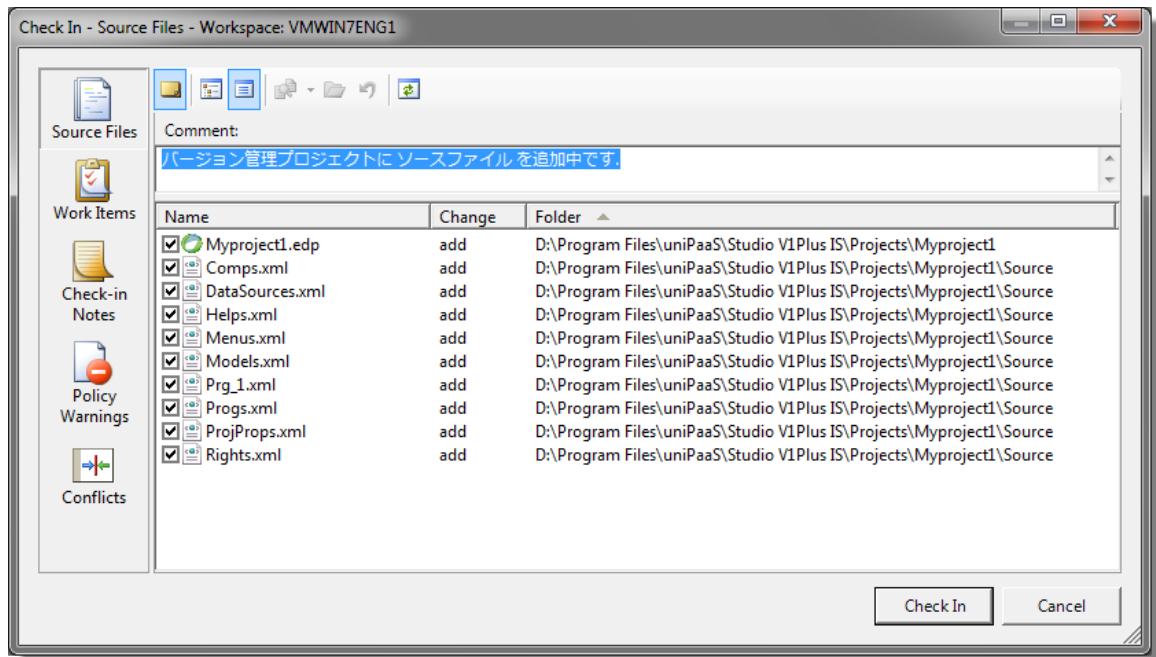 Check In - Source Files - Workspace: VMWIN7ENG1
Source Files
Work Items
Check-in
Notes
Policy
Warnings
Conflicts
Comment:
バージョン管理プロジェクトに ソースファイル を追加中です.
Name Change Folder
Myproject1.edp add D:\Program Files\uniPaaS\Studio V1Plus IS\Projects\Myproject1
Comps.xml add D:\Program Files\uniPaaS\Studio V1Plus IS\Projects\Myproject1\Source
DataSources.xml add D:\Program Files\uniPaaS\Studio V1Plus IS\Projects\Myproject1\Source
Helps.xml add D:\Program Files\uniPaaS\Studio V1Plus IS\Projects\Myproject1\Source
Menus.xml add D:\Program Files\uniPaaS\Studio V1Plus IS\Projects\Myproject1\Source
Models.xml add D:\Program Files\uniPaaS\Studio V1Plus IS\Projects\Myproject1\Source
Prg_1.xml add D:\Program Files\uniPaaS\Studio V1Plus IS\Projects\Myproject1\Source
Progs.xml add D:\Program Files\uniPaaS\Studio V1Plus IS\Projects\Myproject1\Source
ProjProps.xml add D:\Program Files\uniPaaS\Studio V1Plus IS\Projects\Myproject1\Source
Rights.xml add D:\Program Files\uniPaaS\Studio V1Plus IS\Projects\Myproject1\Source
Check In Cancel